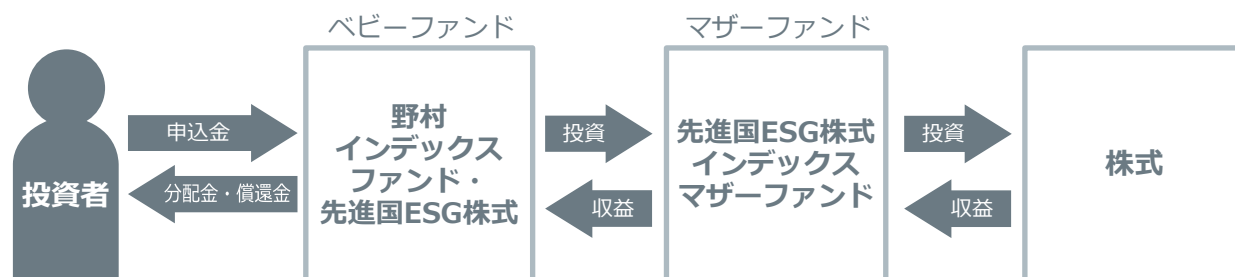 ベビーファンド
マザーファンド
投資者
申込金
分配金・償還金
野村
インデックス
ファンド・
先進国ESG株式
投資
収益
先進国ESG株式
インデックス
マザーファンド
投資
収益
株式